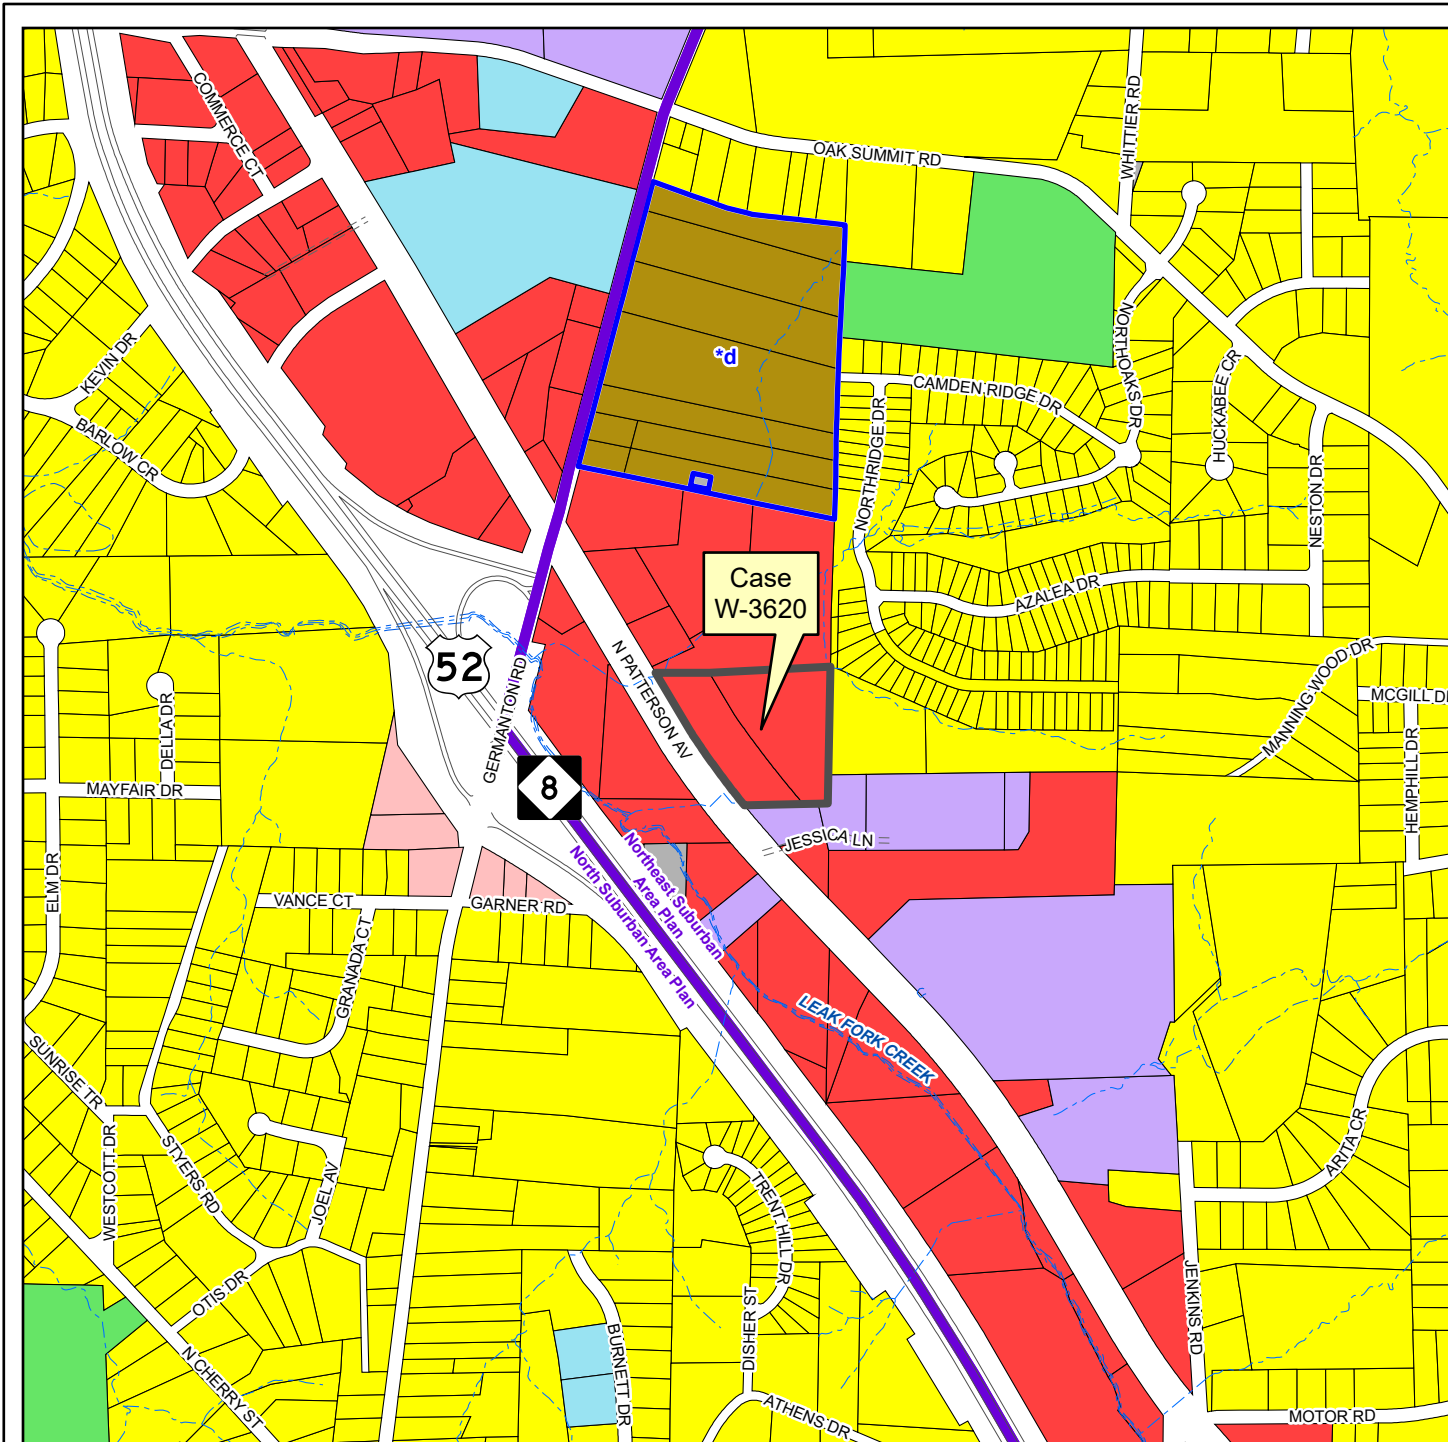 COMMERCE CT
OAK SUMMIT RD
WHITTIER RD
KEVIN DR
BARLOW CR
*d
NORTHOAKS DR
HUCKABEE CR
CAMDEN RIDGE DR
NORTHRIDGE DR
NESTON DR
AZALEA DR
Case
W-3620
52
N PATTERSON AV
GERMANTON RD
MANNING WOOD DR
MCGILL DR
HEMPHILL DR
DELLA DR
MAYFAIR DR
8
JESSICA LN
ELM DR
VANCE CT
GARNER RD
GRANADA CT
Northeast Suburban
Area Plan
North Suburban Area Plan
LEAK FORK CREEK
SUNRISE TR
WESTCOTT DR
STYERS RD
JOEL AV
OTIS DR
N CHERRY ST
TRENT HILL DR
DISHER ST
BURNETT DR
ATHENS DR
ARITA CR
JENKINS RD
MOTOR RD